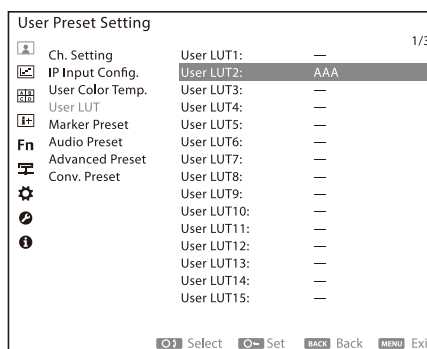 User Preset Setting
1/3
Ch. Setting
IP Input Config.
User Color Temp.
User LUT
Marker Preset
Audio Preset
Advanced Preset
Conv. Preset
A B
C D
i+
Fn
User LUT1: —
User LUT2: AAA
User LUT3: —
User LUT4: —
User LUT5: —
User LUT6: —
User LUT7: —
User LUT8: —
User LUT9: —
User LUT10: —
User LUT11: —
User LUT12: —
User LUT13: —
User LUT14: —
User LUT15: —
Select Set BACK Back MENU Exi